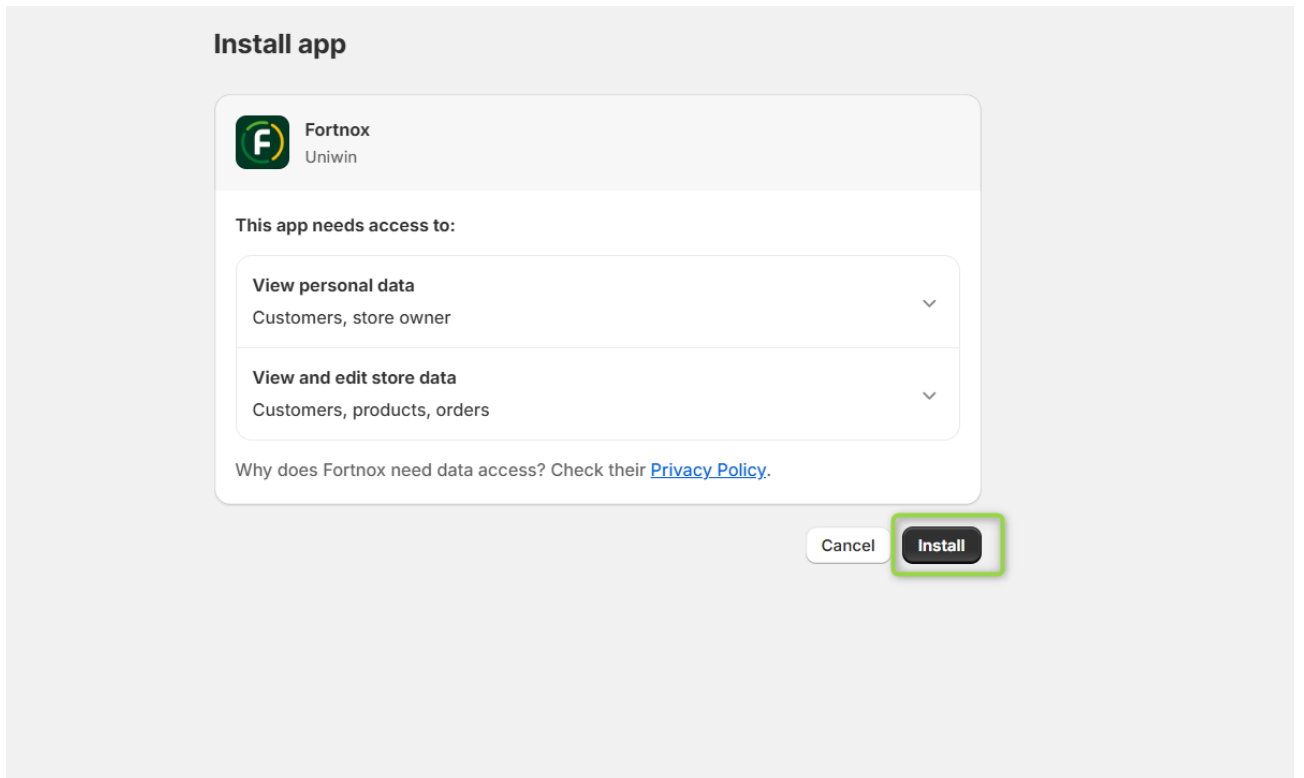 Install app
F
Fortnox
Uniwin
This app needs access to:
View personal data
Customers, store owner
View and edit store data
Customers, products, orders
Why does Fortnox need data access? Check their Privacy Policy.
Cancel
Install